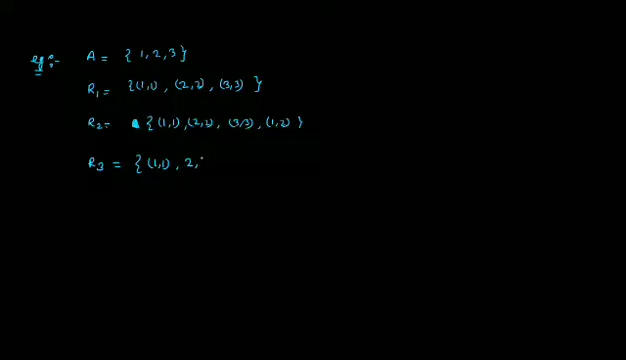 eg:- A = { 1, 2, 3 }
R1 = {(1,1) , (2,2) , (3,3) }
R2 = { (1,1) , (2,2) , (3,3) , (1,2) }
R3 = { (1,1) , 2,